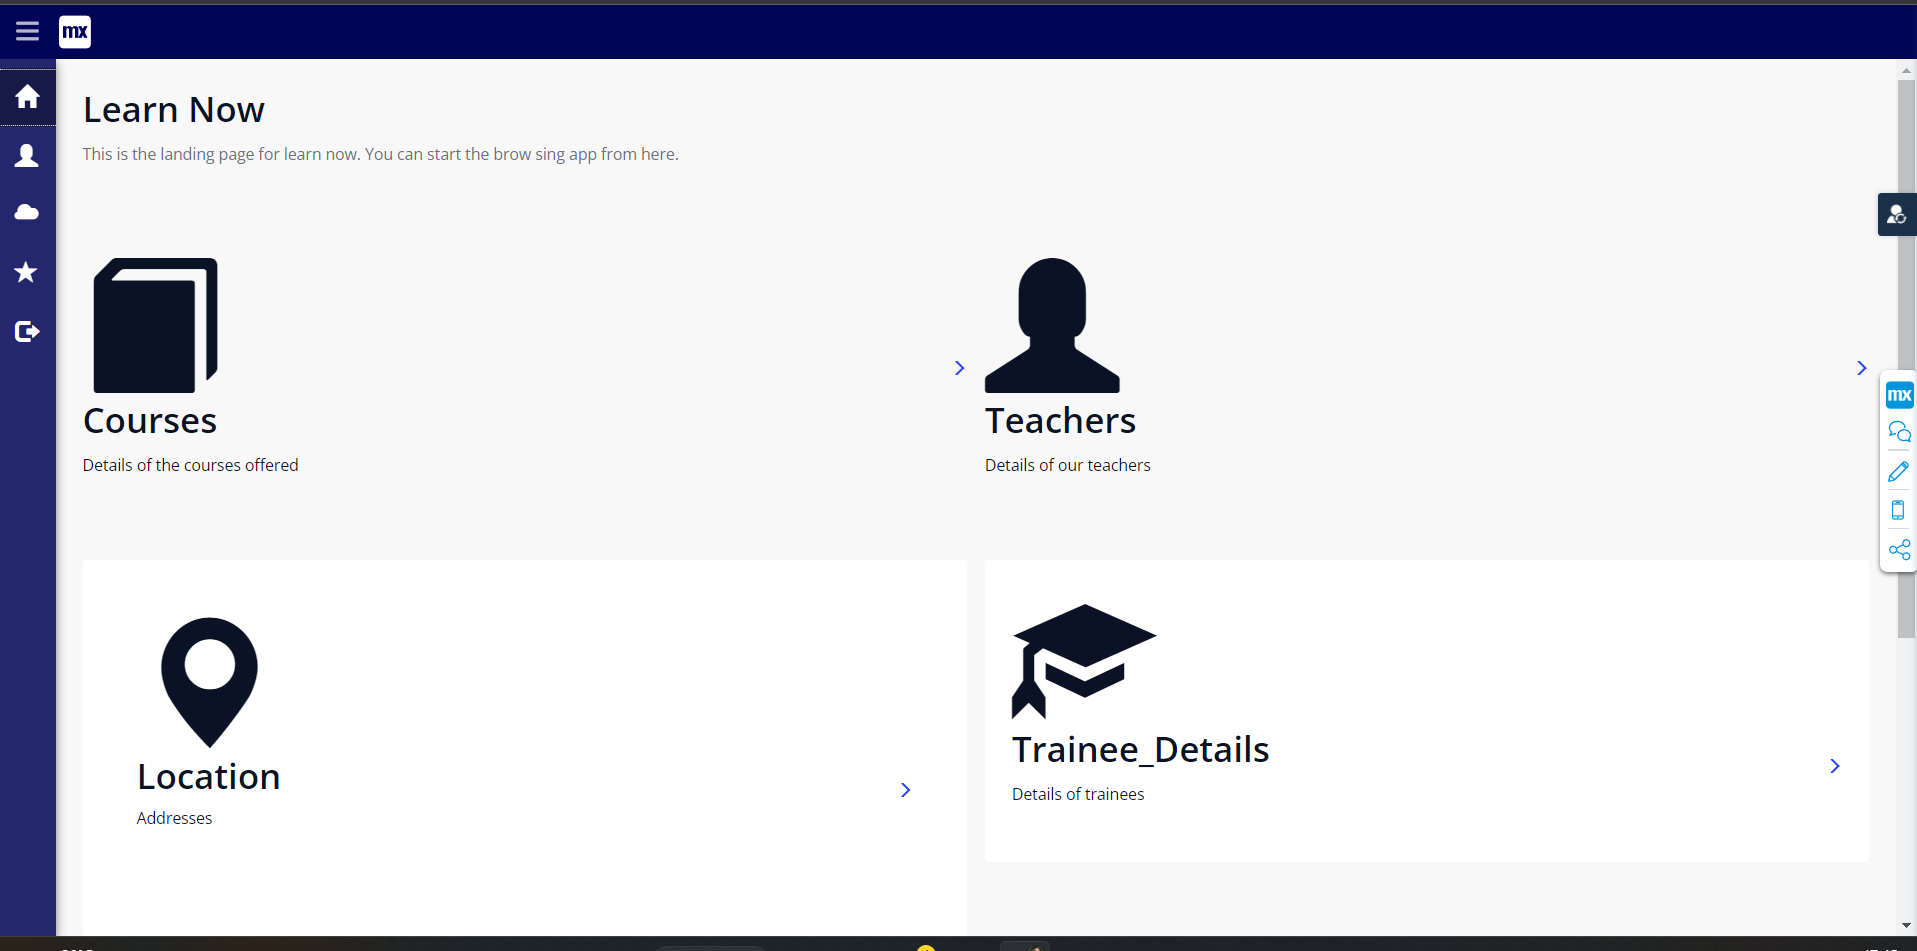 mx
Learn Now
This is the landing page for learn now. You can start the brow sing app from here.
Courses
Details of the courses offered
Teachers
Details of our teachers
mx
Location
Addresses
Trainee_Details
Details of trainees